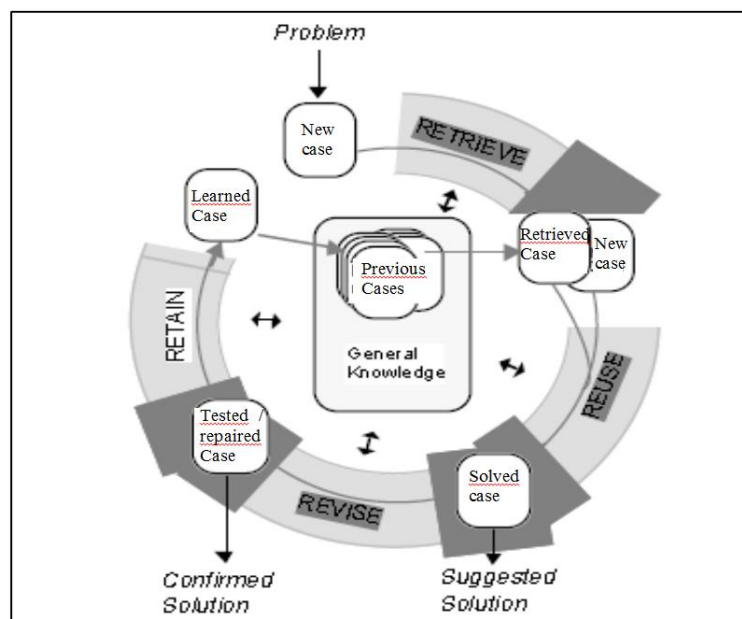 Problem
New
case
RETRIEVE
Learned
Case
Retrieved
Case
New
case
Previous
Cases
General
Knowledge
RETAIN
REUSE
Tested /
repaired
Case
Solved
case
REVISE
Confirmed
Solution
Suggested
Solution